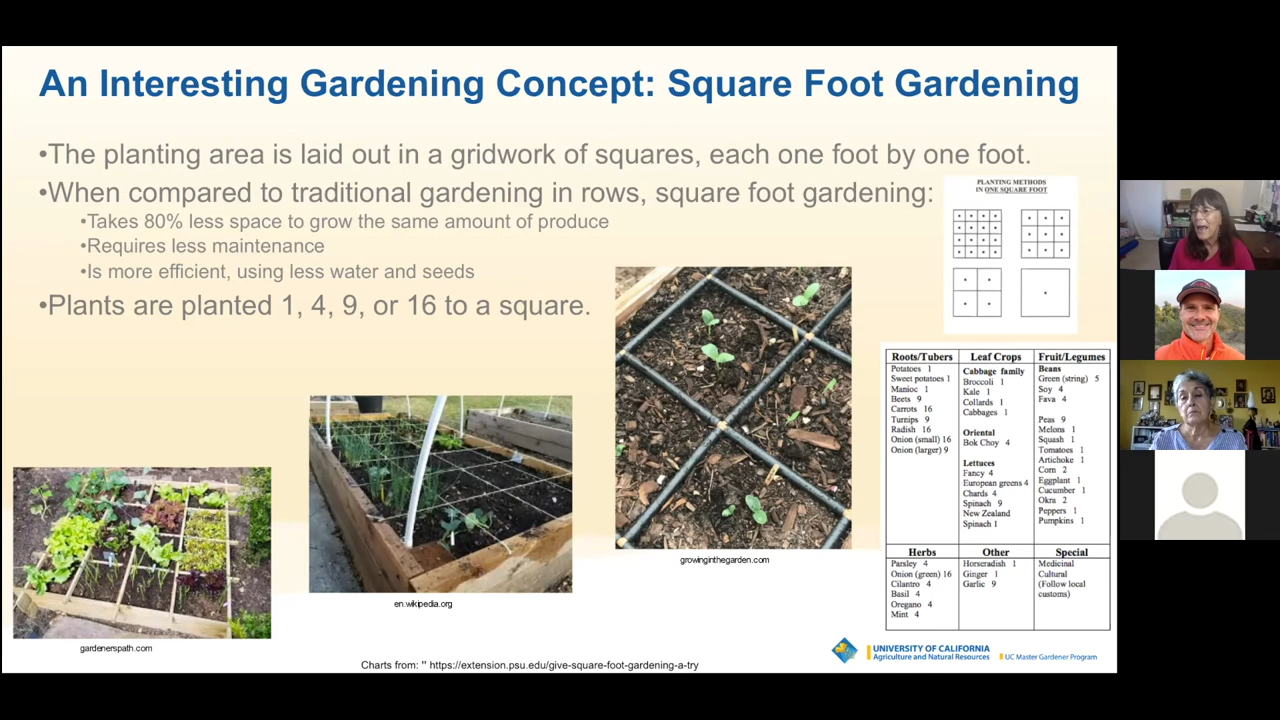 An Interesting Gardening Concept: Square Foot Gardening
•The planting area is laid out in a gridwork of squares, each one foot by one foot.
•When compared to traditional gardening in rows, square foot gardening:
•Takes 80% less space to grow the same amount of produce
•Requires less maintenance
•Is more efficient, using less water and seeds
•Plants are planted 1, 4, 9, or 16 to a square.
PLANTING METHODS
IN ONE SQUARE FOOT
Roots/Tubers
Potatoes 1
Sweet potatoes 1
Manioc 1
Beets 9
Carrots 16
Turnips 9
Radish 16
Onion (small) 16
Onion (larger) 9
Leaf Crops
Cabbage family
Broccoli 1
Kale 1
Collards 1
Cabbages 1
Oriental
Bok Choy 4
Lettuces
Fancy 4
European greens 4
Chards 4
Spinach 9
New Zealand
Spinach 1
Fruit/Legumes
Beans
Green (string) 5
Soy 4
Fava 4
Peas 9
Melons 1
Squash 1
Tomatoes 1
Artichoke 1
Corn 2
Eggplant 1
Cucumber 1
Okra 2
Peppers 1
Pumpkins 1
Herbs
Parsley 4
Onion (green) 16
Cilantro 4
Basil 4
Oregano 4
Mint 4
Other
Horseradish 1
Ginger 1
Garlic 9
Special
Medicinal
Cultural
(Follow local
customs)
growinginthegarden.com
en.wikipedia.org
gardenerspath.com
Charts from: " https://extension.psu.edu/give-square-foot-gardening-a-try
UNIVERSITY OF CALIFORNIA
Agriculture and Natural Resources
UC Master Gardener Program